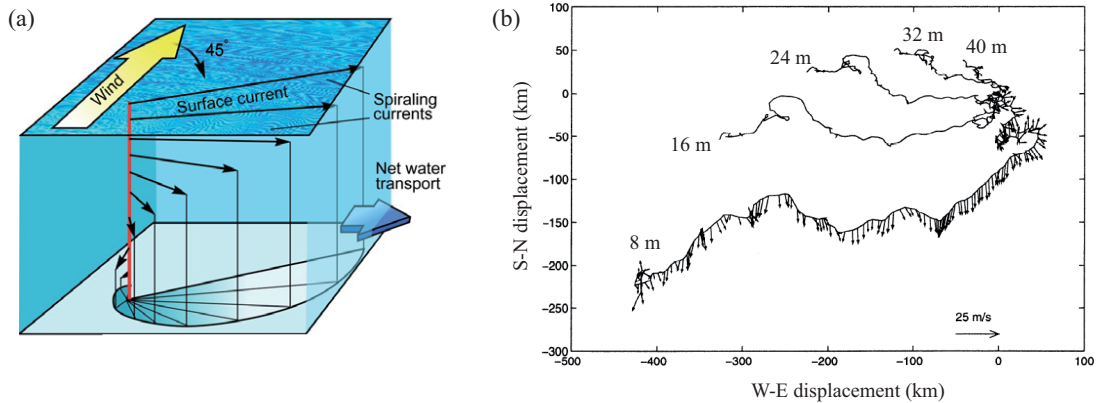 (a)
Wind
45°
Surface current
Spiraling
currents
Net water
transport
(b)
S-N displacement (km)
100
50
0
−50
−100
−150
−200
−250
−300
32 m
40 m
24 m
16 m
8 m
25 m/s
−500
−400
−300
−200
−100
0
100
W-E displacement (km)